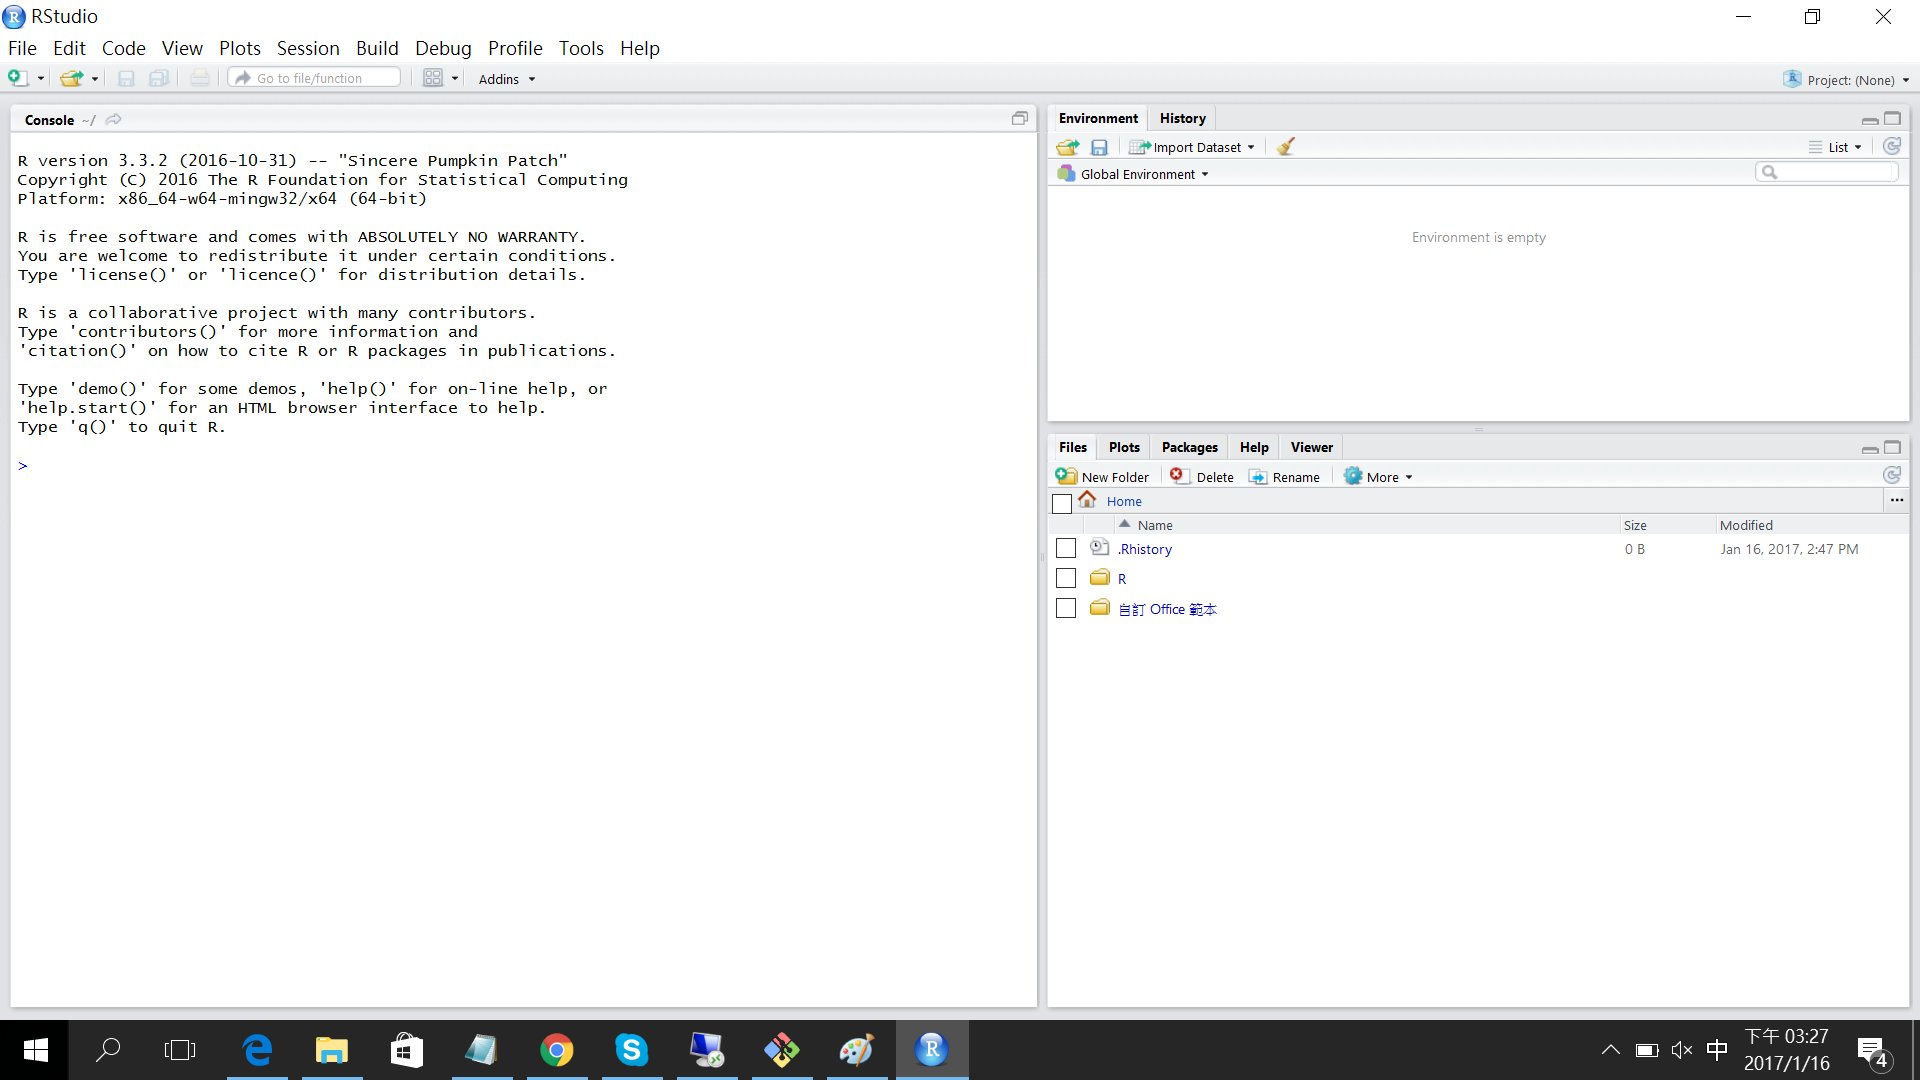 RStudio
File Edit Code View Plots Session Build Debug Profile Tools Help
Go to file/function Addins Project: (None)
Console ~/
R version 3.3.2 (2016-10-31) -- "Sincere Pumpkin Patch"
Copyright (C) 2016 The R Foundation for Statistical Computing
Platform: x86_64-w64-mingw32/x64 (64-bit)
R is free software and comes with ABSOLUTELY NO WARRANTY.
You are welcome to redistribute it under certain conditions.
Type 'license()' or 'licence()' for distribution details.
R is a collaborative project with many contributors.
Type 'contributors()' for more information and
'citation()' on how to cite R or R packages in publications.
Type 'demo()' for some demos, 'help()' for on-line help, or
'help.start()' for an HTML browser interface to help.
Type 'q()' to quit R.
>
Environment History
Import Dataset List
Global Environment
Environment is empty
Files Plots Packages Help Viewer
New Folder Delete Rename More
Home ...
Name Size Modified
.Rhistory 0 B Jan 16, 2017, 2:47 PM
R
自訂 Office 範本
中
下午 03:27
2017/1/16
4